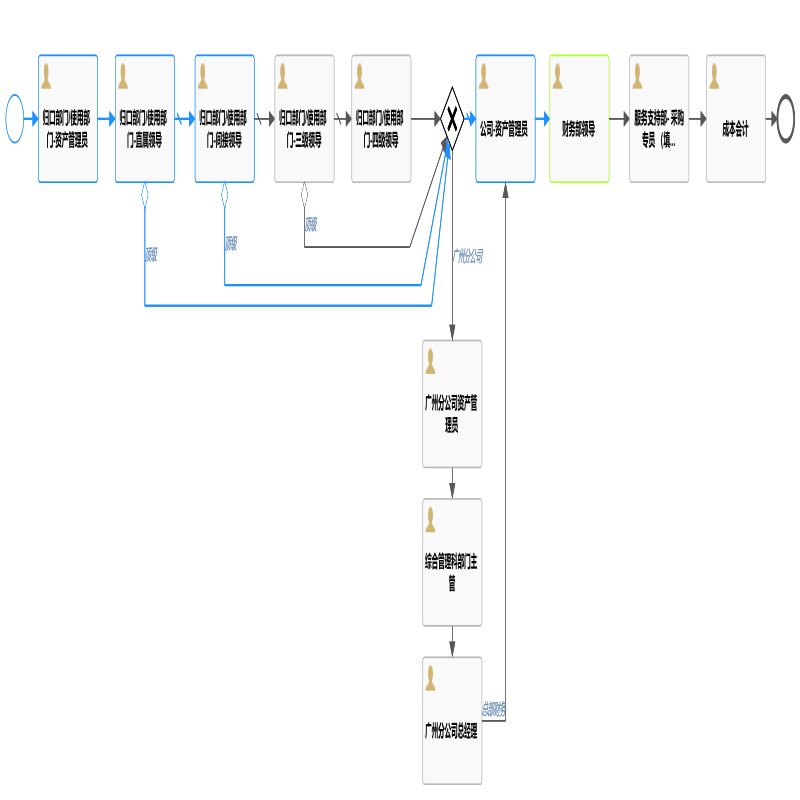 归口部门/使用部
门-资产管理员
归口部门/使用部
门-直属领导
归口部门/使用部
门-间接领导
归口部门/使用部
门-三级领导
归口部门/使用部
门-四级领导
公司-资产管理员
财务部领导
服务支持部- 采购
专员（填...
成本会计
顶级
顶级
顶级
广州分公司
广州分公司资产管
理员
综合管理科部门主
管
广州分公司总经理
总部财务